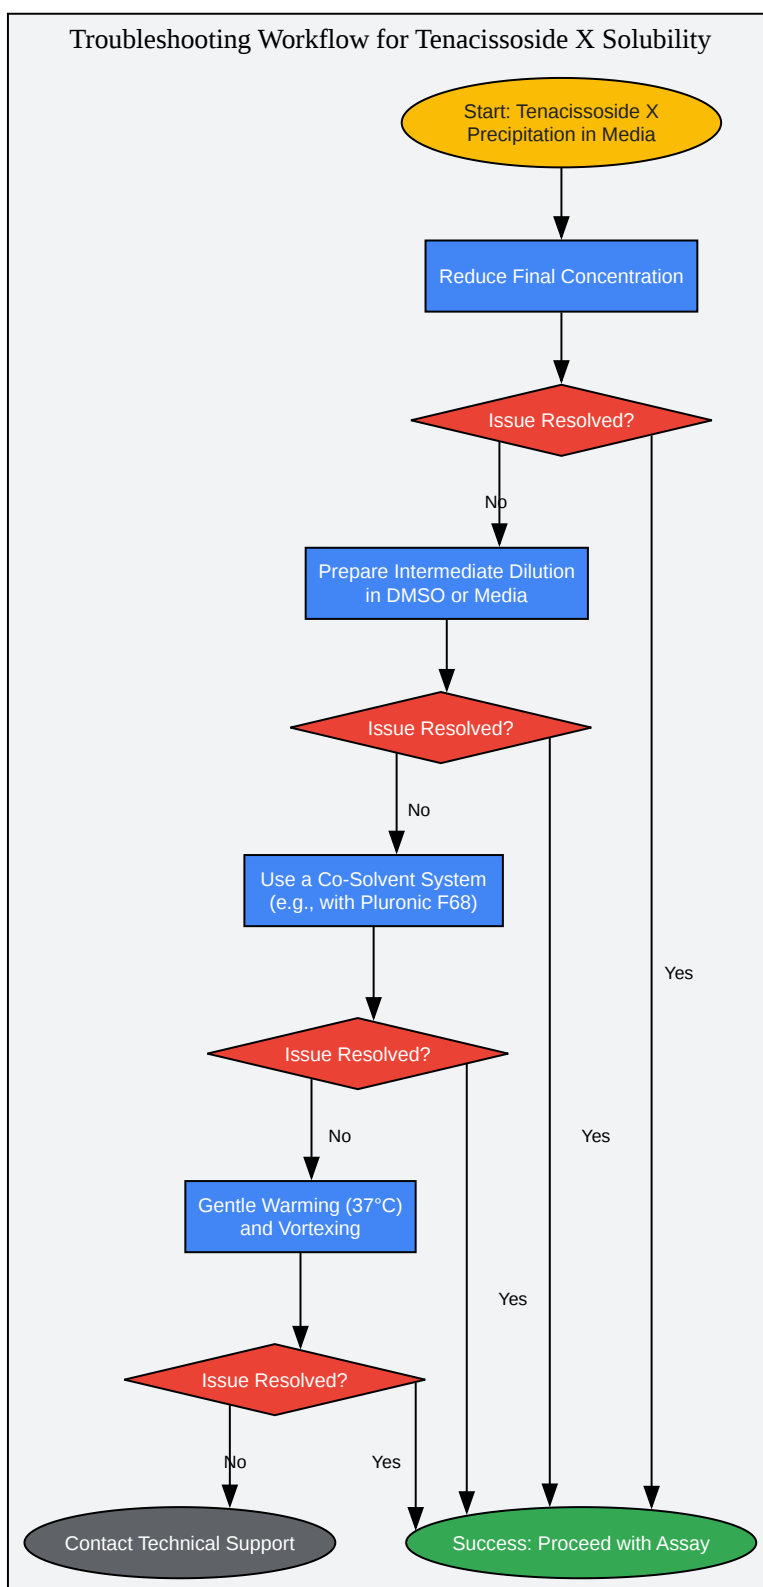 Troubleshooting Workflow for Tenacissoside X Solubility
Start: Tenacissoside X
Precipitation in Media
Reduce Final Concentration
Issue Resolved?
No
Prepare Intermediate Dilution
in DMSO or Media
Issue Resolved?
No
Use a Co-Solvent System
(e.g., with Pluronic F68)
Yes
Issue Resolved?
No
Yes
Gentle Warming (37°C)
and Vortexing
Yes
Issue Resolved?
No
Yes
Contact Technical Support
Success: Proceed with Assay